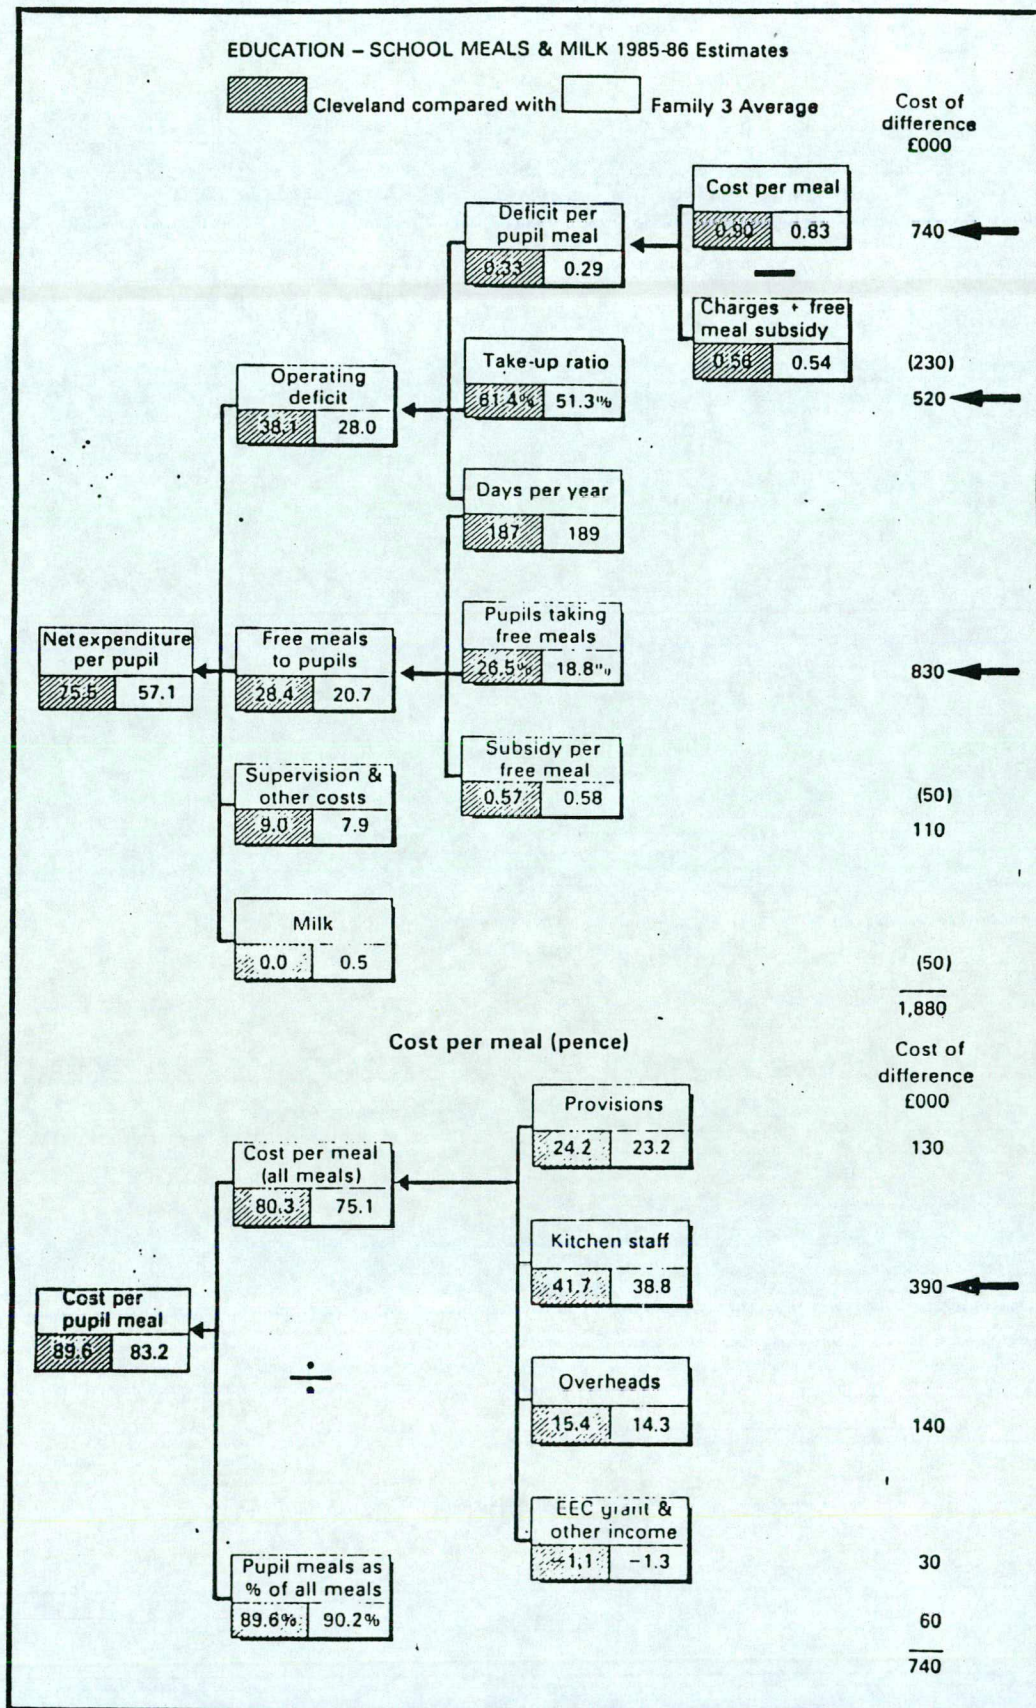 EDUCATION – SCHOOL MEALS & MILK 1985-86 Estimates
Cleveland compared with Family 3 Average
Cost of
difference
£000
Cost per meal
0.90 0.83
740
Deficit per
pupil meal
0.33 0.29
—
Charges + free
meal subsidy
0.56 0.54
(230)
Take-up ratio
61.4% 51.3%
520
Operating
deficit
38.1 28.0
Days per year
187 189
Pupils taking
free meals
26.5% 18.8%
830
Net expenditure
per pupil
75.5 57.1
Free meals
to pupils
28.4 20.7
Subsidy per
free meal
0.57 0.58
(50)
Supervision &
other costs
9.0 7.9
110
Milk
0.0 0.5
(50)
1,880
Cost per meal (pence)
Cost of
difference
£000
Provisions
24.2 23.2
130
Cost per meal
(all meals)
80.3 75.1
Kitchen staff
41.7 38.8
390
Cost per
pupil meal
89.6 83.2
÷
Overheads
15.4 14.3
140
EEC grant &
other income
–1.1 –1.3
30
Pupil meals as
% of all meals
89.6% 90.2%
60
740